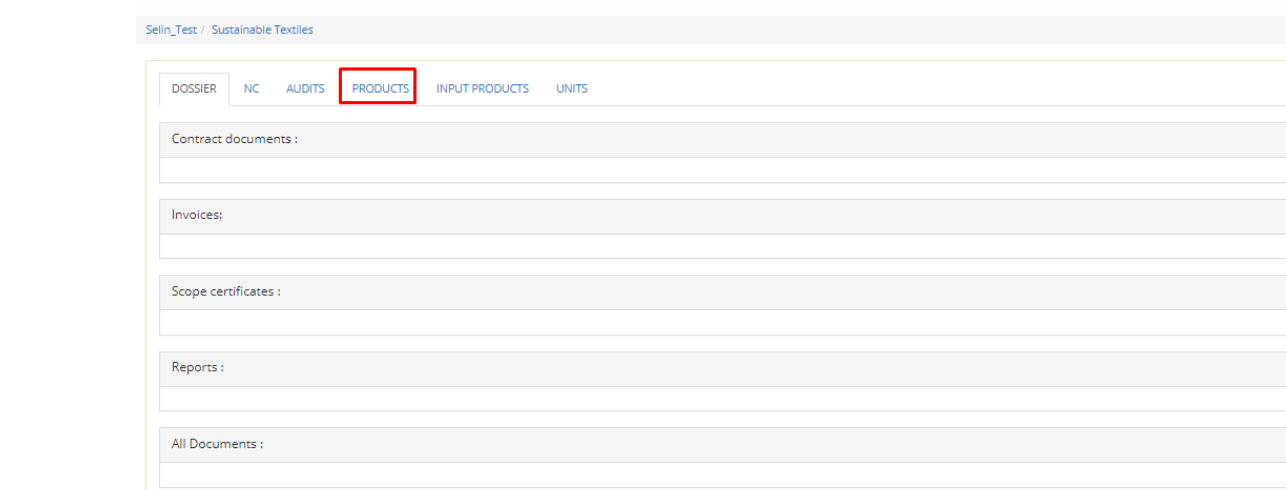 Selin_Test / Sustainable Textiles
DOSSIER NC AUDITS PRODUCTS INPUT PRODUCTS UNITS
Contract documents :
Invoices:
Scope certificates :
Reports :
All Documents :